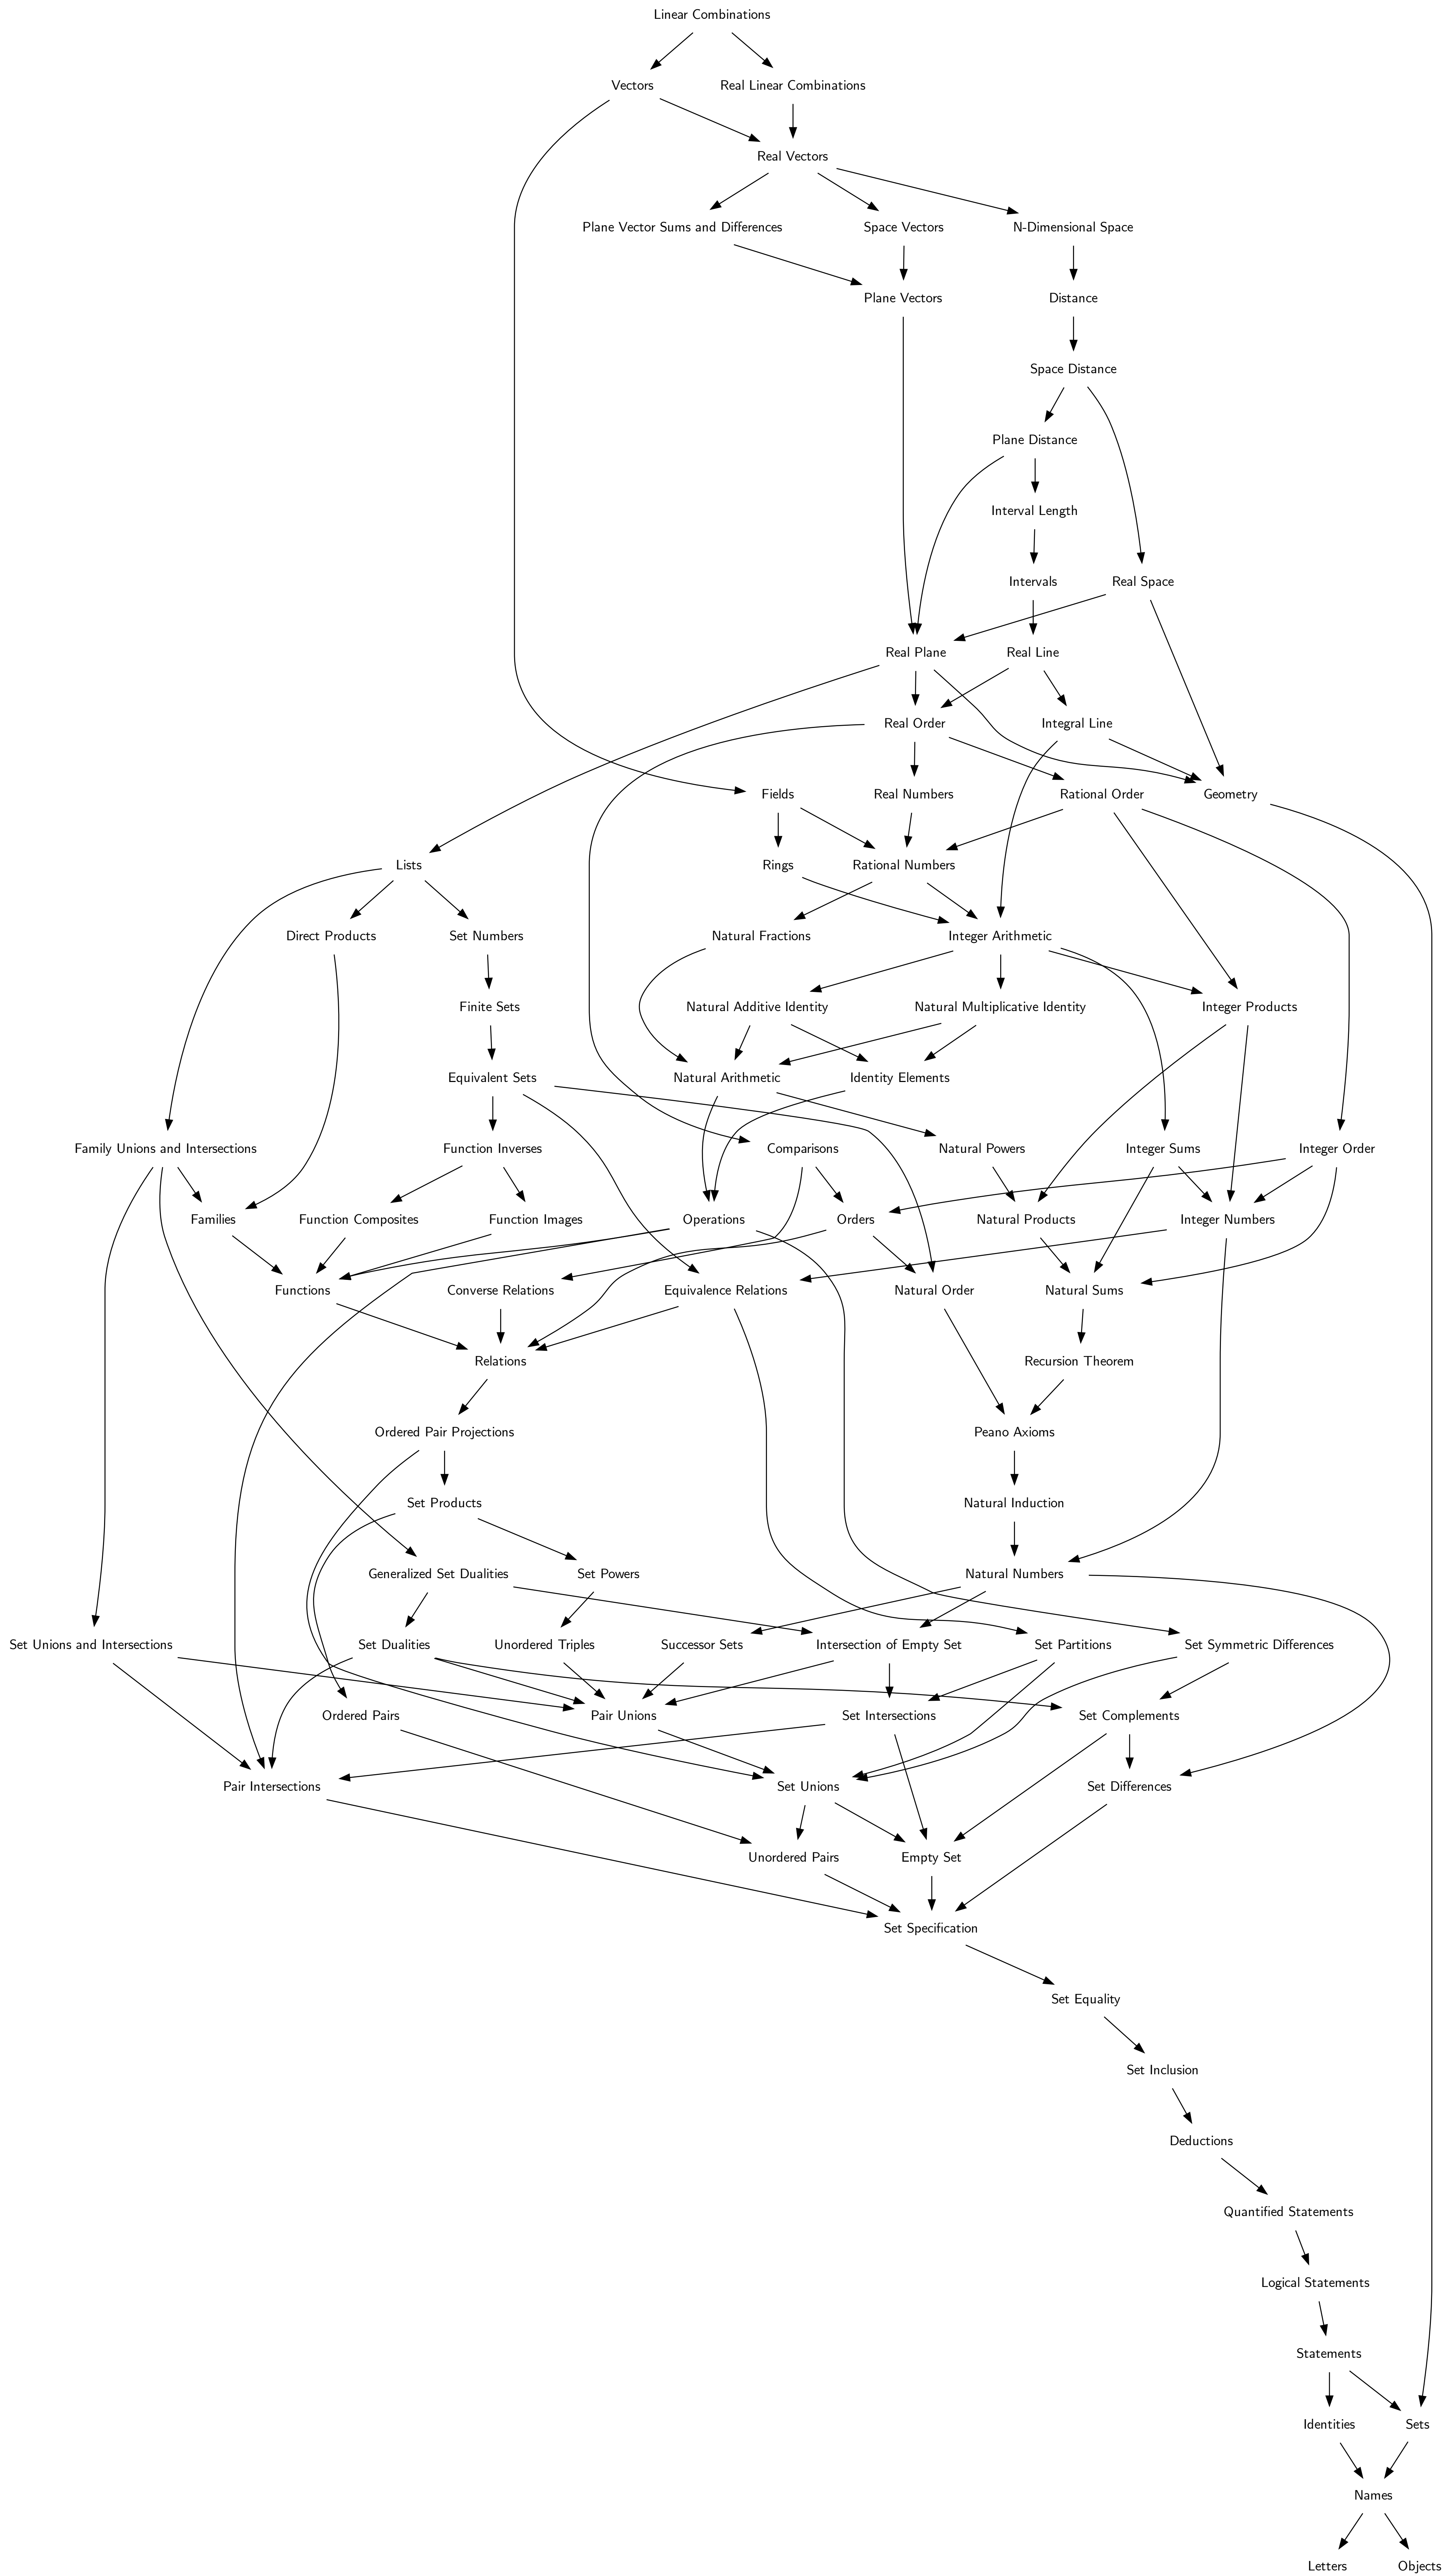 Linear Combinations
Vectors
Real Linear Combinations
Real Vectors
Plane Vector Sums and Differences
Space Vectors
N-Dimensional Space
Plane Vectors
Distance
Space Distance
Plane Distance
Interval Length
Intervals
Real Space
Real Plane
Real Line
Real Order
Integral Line
Fields
Real Numbers
Rational Order
Geometry
Lists
Rings
Rational Numbers
Direct Products
Set Numbers
Natural Fractions
Integer Arithmetic
Finite Sets
Natural Additive Identity
Natural Multiplicative Identity
Integer Products
Equivalent Sets
Natural Arithmetic
Identity Elements
Family Unions and Intersections
Function Inverses
Comparisons
Natural Powers
Integer Sums
Integer Order
Families
Function Composites
Function Images
Operations
Orders
Natural Products
Integer Numbers
Functions
Converse Relations
Equivalence Relations
Natural Order
Natural Sums
Relations
Recursion Theorem
Ordered Pair Projections
Peano Axioms
Set Products
Natural Induction
Generalized Set Dualities
Set Powers
Natural Numbers
Set Unions and Intersections
Set Dualities
Unordered Triples
Successor Sets
Intersection of Empty Set
Set Partitions
Set Symmetric Differences
Ordered Pairs
Pair Unions
Set Intersections
Set Complements
Pair Intersections
Set Unions
Set Differences
Unordered Pairs
Empty Set
Set Specification
Set Equality
Set Inclusion
Deductions
Quantified Statements
Logical Statements
Statements
Identities
Sets
Names
Letters
Objects